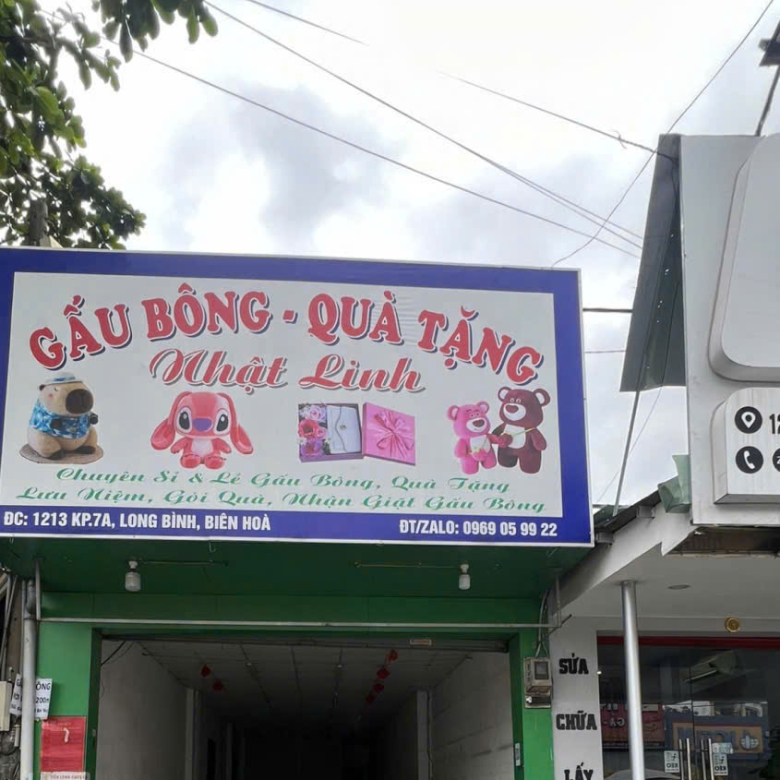 GẤU BÔNG - QUÀ TẶNG
Nhật Linh
Chuyên Sỉ & Lẻ Gấu Bông, Quà Tặng
Lưu Niệm, Gói Quà, Nhận Giặt Gấu Bông
ĐC: 1213 KP.7A, LONG BÌNH, BIÊN HOÀ
ĐT/ZALO: 0969 05 99 22
SỬA
CHỮA
LẤY